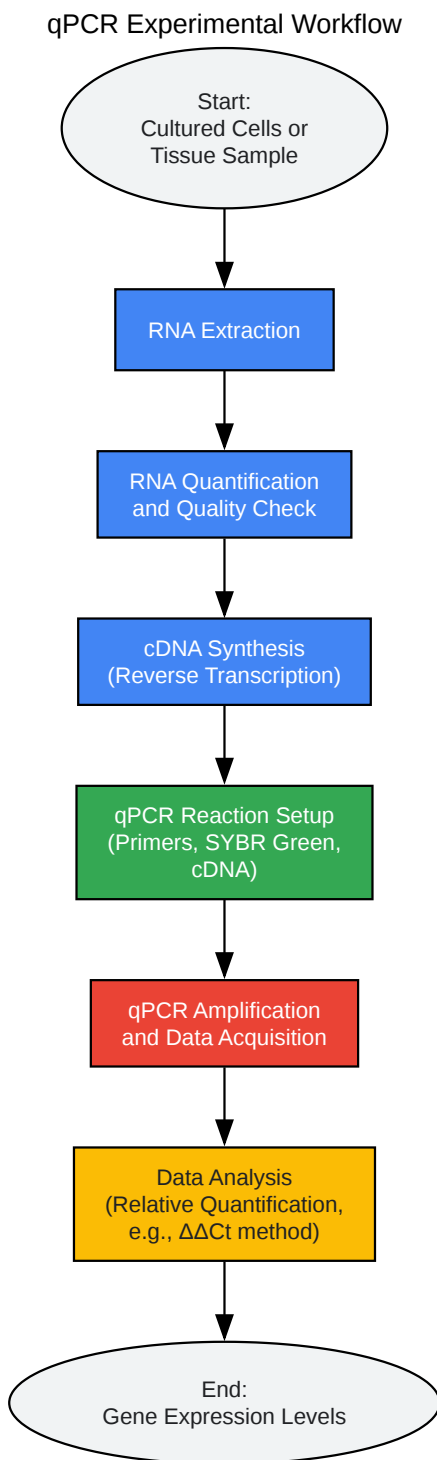 qPCR Experimental Workflow
Start:
Cultured Cells or
Tissue Sample
RNA Extraction
RNA Quantification
and Quality Check
cDNA Synthesis
(Reverse Transcription)
qPCR Reaction Setup
(Primers, SYBR Green,
cDNA)
qPCR Amplification
and Data Acquisition
Data Analysis
(Relative Quantification,
e.g., ΔΔCt method)
End:
Gene Expression Levels